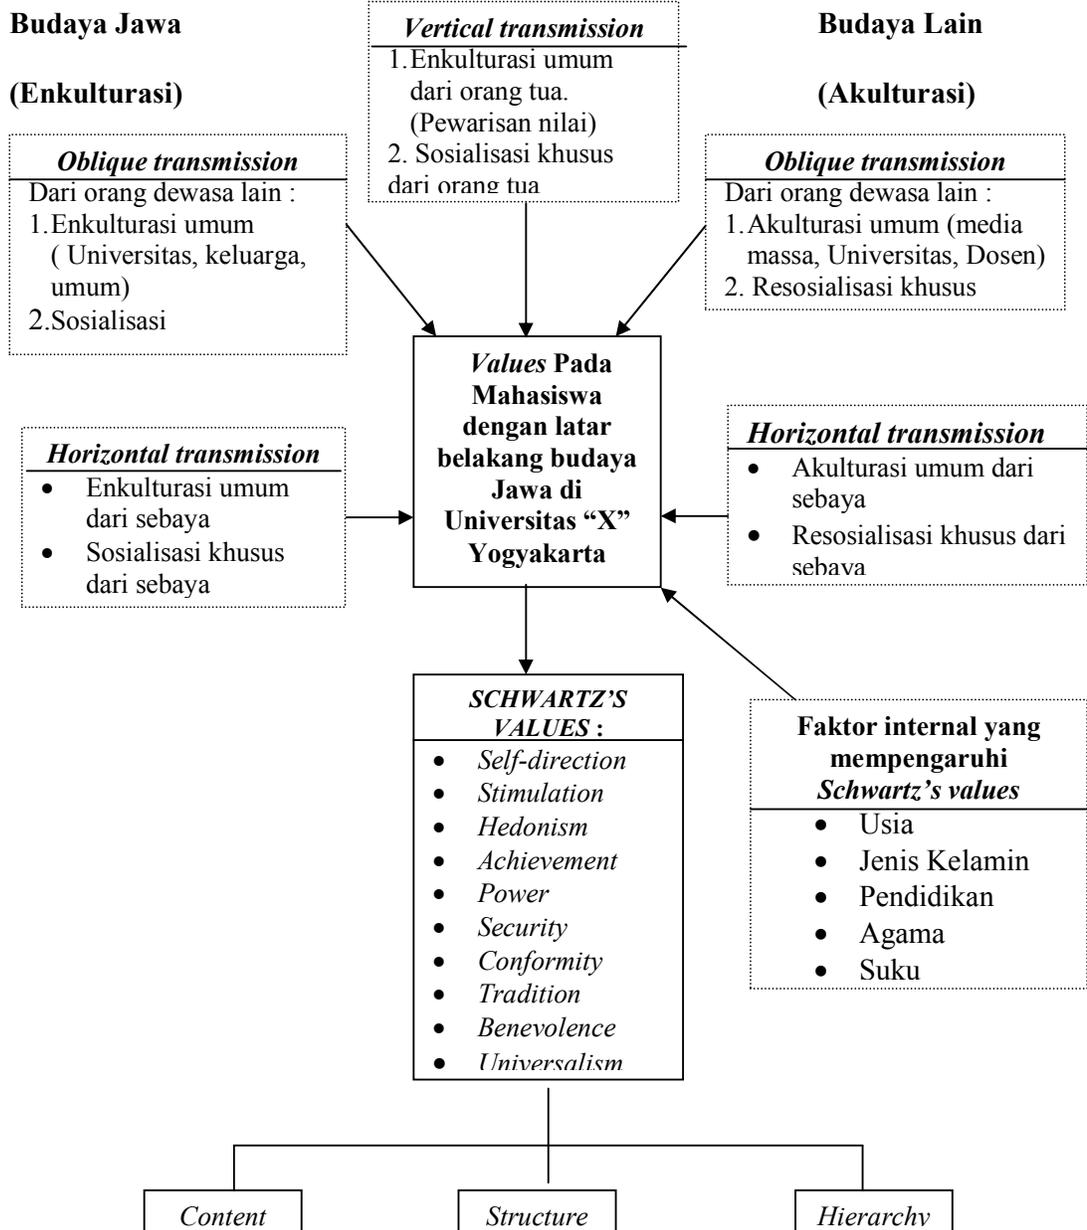 Budaya Jawa
(Enkulturasi)
Vertical transmission
1.Enkulturasi umum
dari orang tua.
(Pewarisan nilai)
2. Sosialisasi khusus
dari orang tua
Budaya Lain
(Akulturasi)
Oblique transmission
Dari orang dewasa lain :
1.Enkulturasi umum
( Universitas, keluarga,
umum)
2.Sosialisasi
Oblique transmission
Dari orang dewasa lain :
1.Akulturasi umum (media
massa, Universitas, Dosen)
2. Resosialisasi khusus
Values Pada
Mahasiswa
dengan latar
belakang budaya
Jawa di
Universitas “X”
Yogyakarta
Horizontal transmission
• Enkulturasi umum
dari sebaya
• Sosialisasi khusus
dari sebaya
Horizontal transmission
• Akulturasi umum dari
sebaya
• Resosialisasi khusus dari
sebaya
SCHWARTZ’S
VALUES :
• Self-direction
• Stimulation
• Hedonism
• Achievement
• Power
• Security
• Conformity
• Tradition
• Benevolence
• Universalism
Faktor internal yang
mempengaruhi
Schwartz’s values
• Usia
• Jenis Kelamin
• Pendidikan
• Agama
• Suku
Content
Structure
Hierarchy